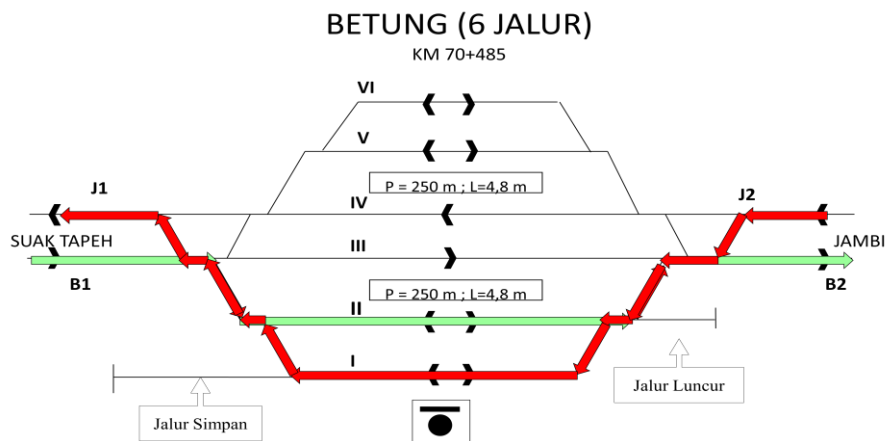 BETUNG (6 JALUR)
KM 70+485
VI
V
P = 250 m ; L=4,8 m
J1
IV
J2
SUAK TAPEH
III
JAMBI
B1
B2
P = 250 m ; L=4,8 m
II
I
Jalur Simpan
Jalur Luncur